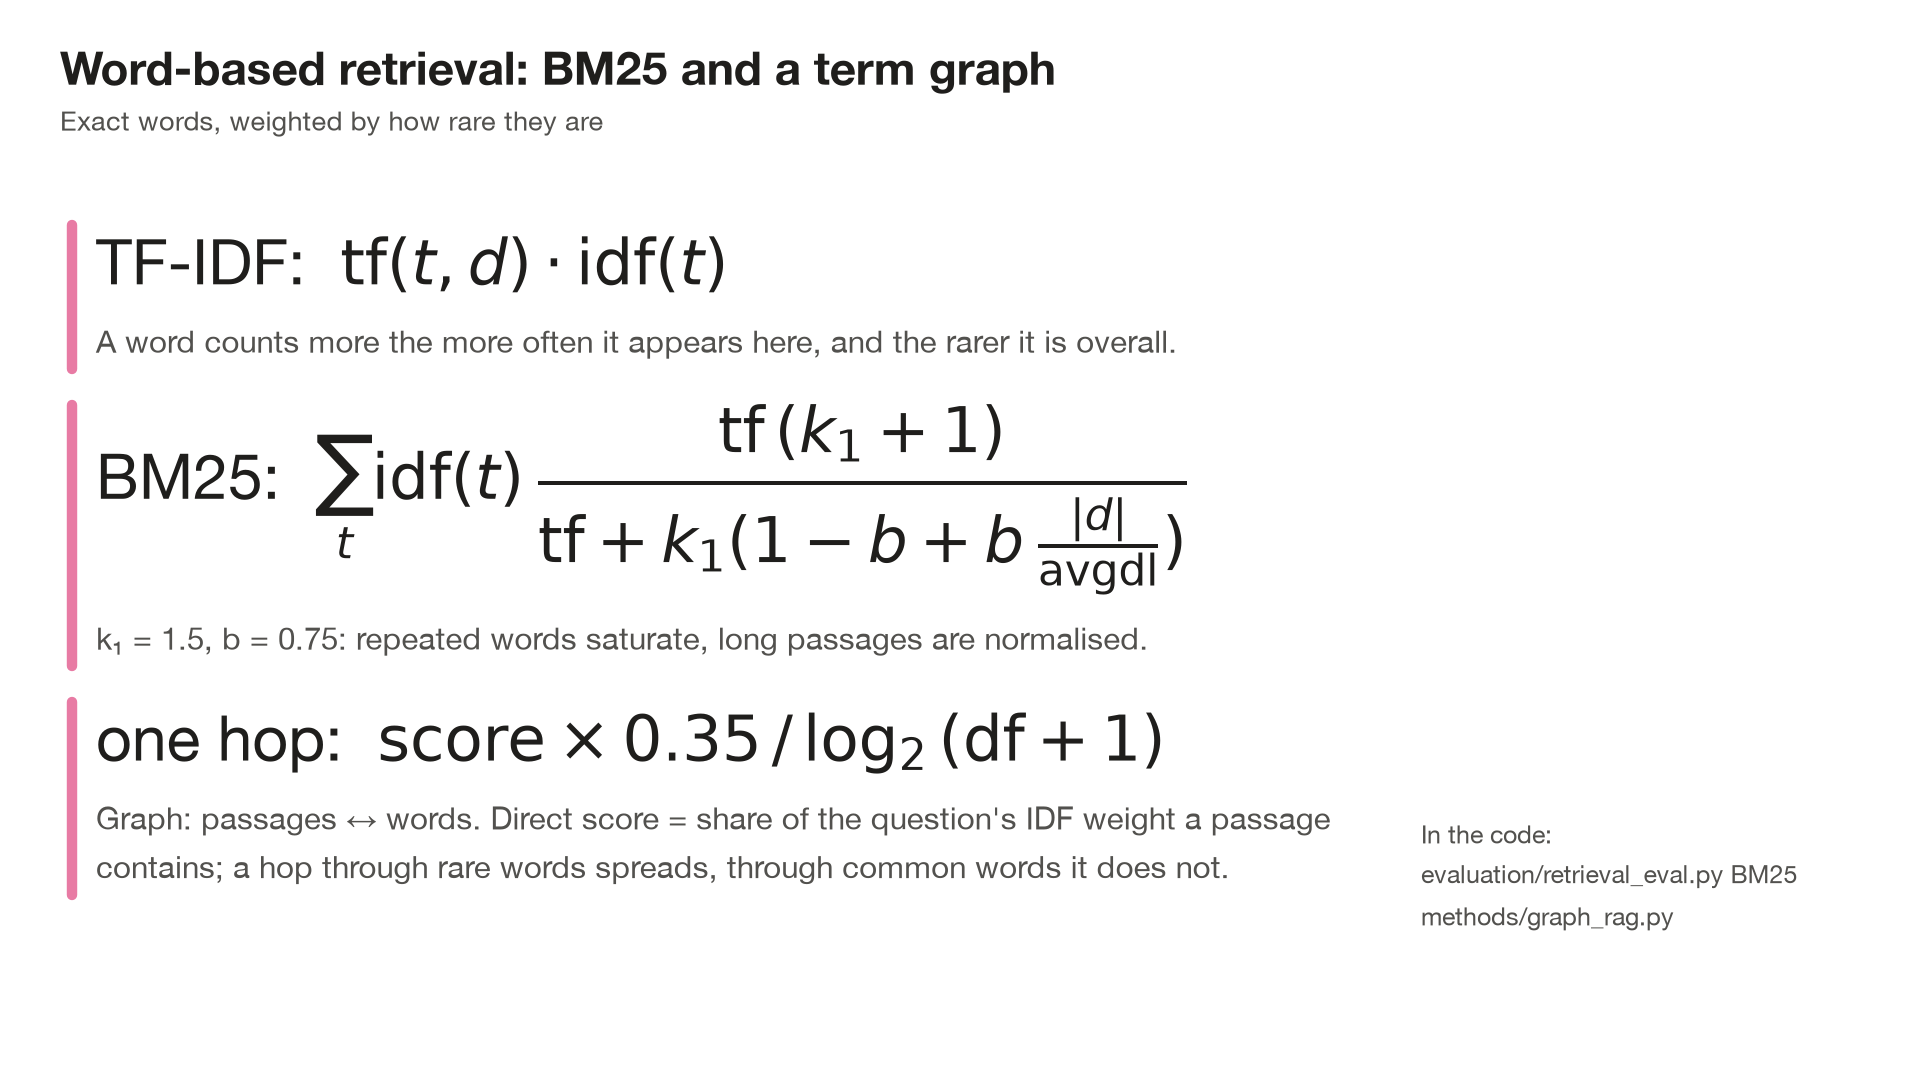 Word-based retrieval: BM25 and a term graph
Exact words, weighted by how rare they are
TF-IDF: tf(t, d) · idf(t)
A word counts more the more often it appears here, and the rarer it is overall.
BM25: ∑_t idf(t) tf (k₁ + 1) / tf + k₁(1 − b + b |d| / avgdl)
k₁ = 1.5, b = 0.75: repeated words saturate, long passages are normalised.
one hop: score × 0.35 / log₂ (df + 1)
Graph: passages ↔ words. Direct score = share of the question's IDF weight a passage
contains; a hop through rare words spreads, through common words it does not.
In the code:
evaluation/retrieval_eval.py BM25
methods/graph_rag.py